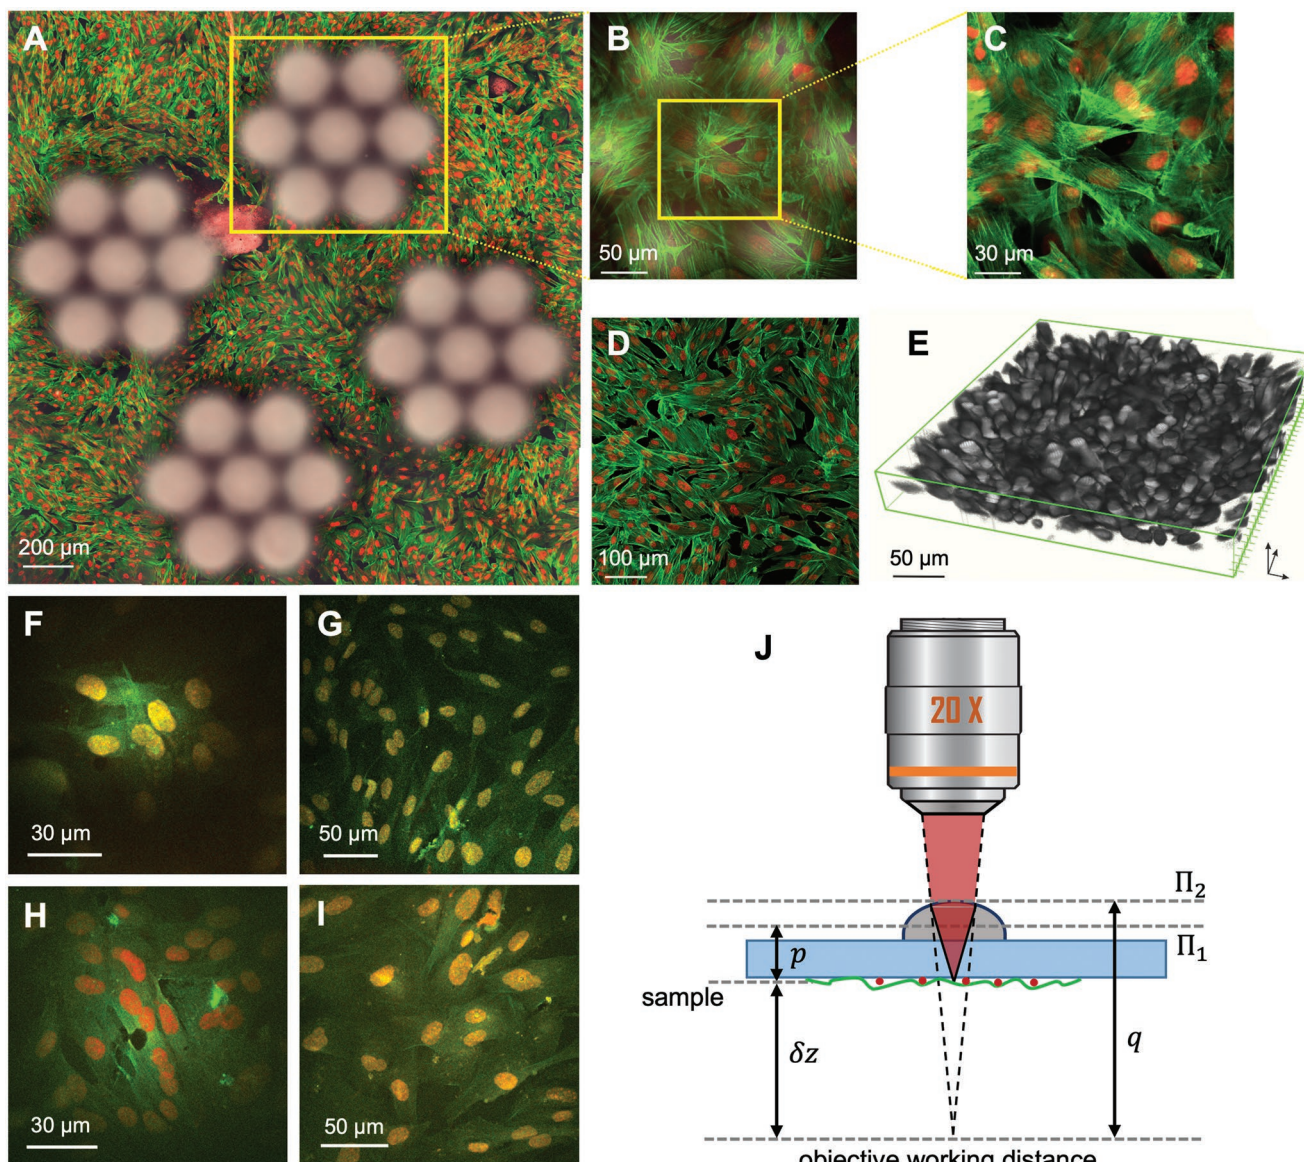 A
B
C
200 µm
50 µm
30 µm
D
E
100 µm
50 µm
F
G
30 µm
50 µm
H
I
30 µm
50 µm
J
20 X
Π₂
Π₁
p
sample
δz
q
objective working distance